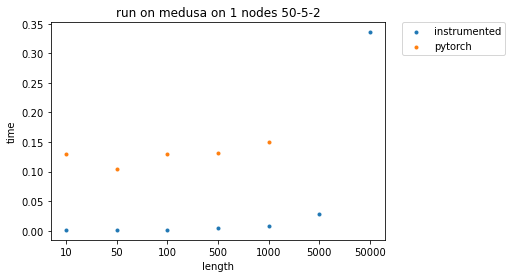 run on medusa on 1 nodes 50-5-2
instrumented
pytorch
0.35
0.30
0.25
0.20
0.15
0.10
0.05
0.00
time
10 50 100 500 1000 5000 50000
length